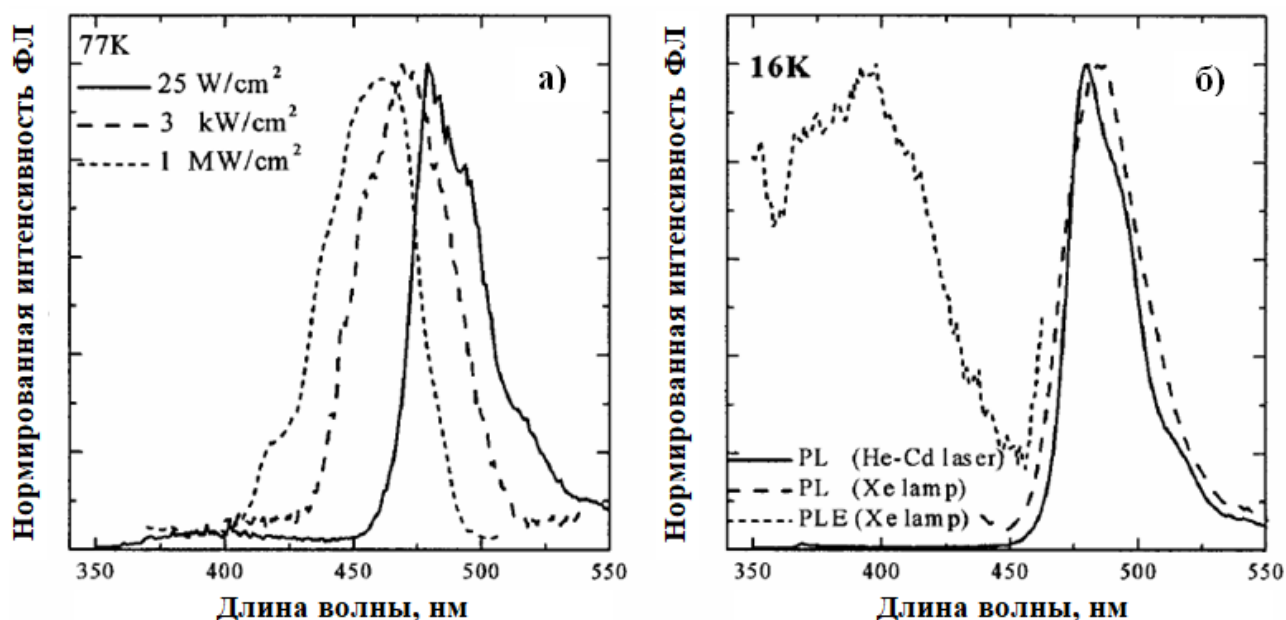 Нормированная интенсивность ФЛ
77K
25 W/cm²
3 kW/cm²
1 MW/cm²
а)
350 400 450 500 550
Длина волны, нм
Нормированная интенсивность ФЛ
16K
б)
PL (He-Cd laser)
PL (Xe lamp)
PLE (Xe lamp)
350 400 450 500 550
Длина волны, нм